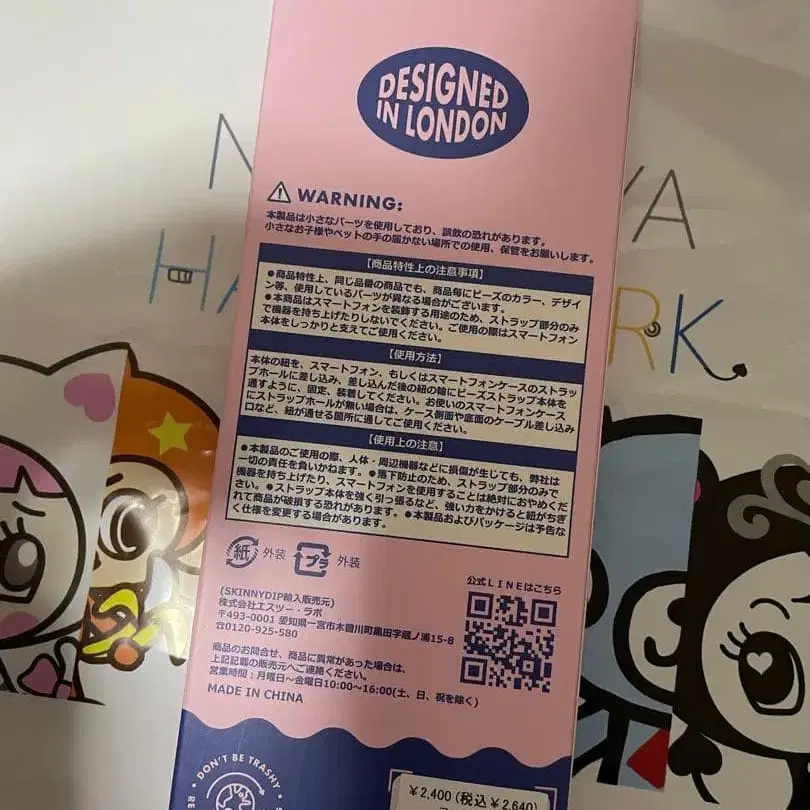 DESIGNED
IN LONDON
WARNING:
本製品は小さなパーツを使用しており、誤飲の恐れがあります。
小さなお子様やペットの手の届かない場所での使用、保管をお願いします。
【商品特性上の注意事項】
●商品特性上、同じ品番の商品でも、商品毎にビーズのカラー、デザイ
ン等、使用しているパーツが異なる場合がございます。
●本商品はスマートフォンを装飾する用途のため、ストラップ部分のみ
で機器を持ち上げたりしないでください。ご使用の際はスマートフォン
本体をしっかりと支えてご使用ください。
【使用方法】
本体の紐を、スマートフォン、もしくはスマートフォンケースのストラッ
プホールに差し込み、差し込んだ後の紐の輪にビーズストラップ本体を
通すように、固定、装着してください。お使いのスマートフォンケース
にストラップホールが無い場合は、ケース側面や底面のケーブル差し込み
口など、紐が通せる箇所に通してご使用ください。
【使用上の注意】
●本製品のご使用の際、人体・周辺機器などに損傷が生じても、弊社は
一切の責任を負いかねます。●落下防止のため、ストラップ部分のみで
機器を持ち上げたり、スマートフォンを使用することは絶対におやめくだ
さい。●ストラップ本体を強く引っ張るなど、強い力をかけると紐がちぎ
れて商品が破損する恐れがあります。●本製品およびパッケージは予告な
く仕様を変更する場合があります。
紙 外装 プラ 外装
公式LINEはこちら
(SKINNYDIP輸入販売元)
株式会社エスツー・ラボ
〒493-0001 愛知県一宮市木曽川町黒田字蔵ノ浦15-8
☎0120-925-580
商品のお問合せ、商品に異常があった場合は、
上記記載の販売元へご連絡ください。
営業時間:月曜日～金曜日10:00～16:00(土、日、祝を除く)
MADE IN CHINA
DON'T BE TRASHY
¥2,400(税込¥2,640)